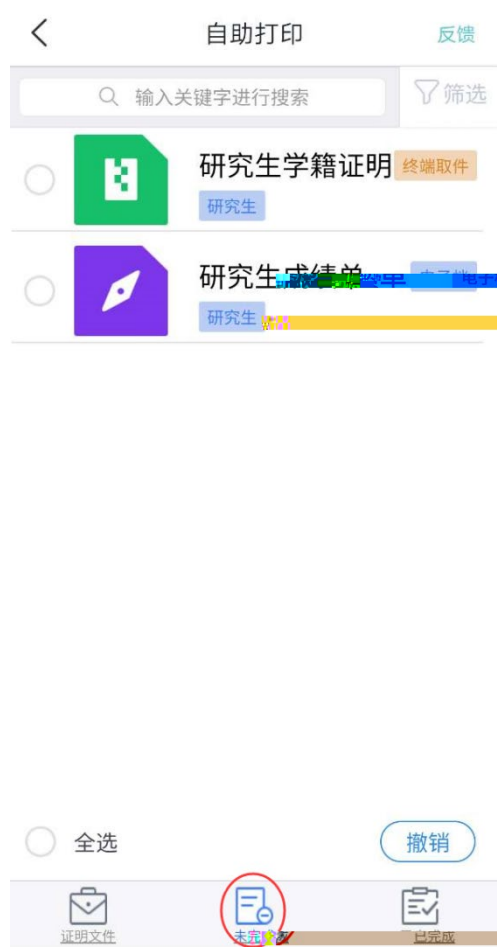 自助打印
反馈
输入关键字进行搜索
筛选
研究生学籍证明
终端取件
研究生
研究生成绩单
研究生
全选
撤销
证明文件
未完
已完成